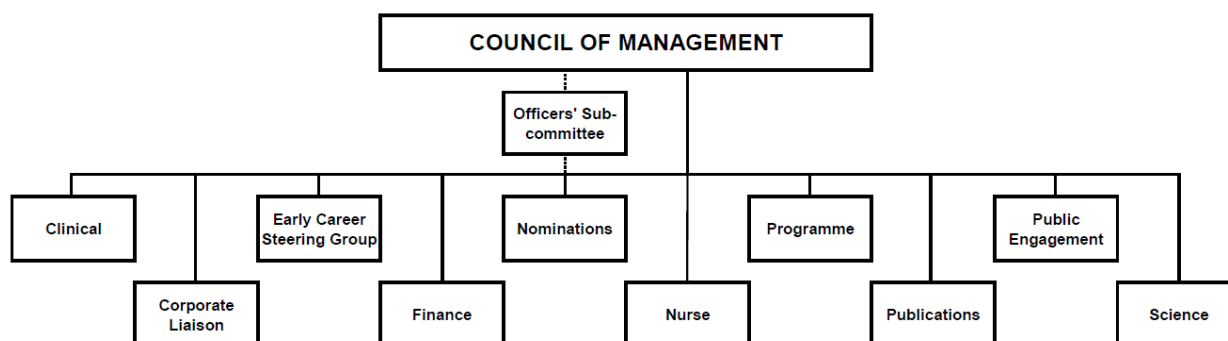 COUNCIL OF MANAGEMENT
Officers' Sub-
committee
Clinical
Early Career
Steering Group
Nominations
Programme
Public
Engagement
Corporate
Liaison
Finance
Nurse
Publications
Science